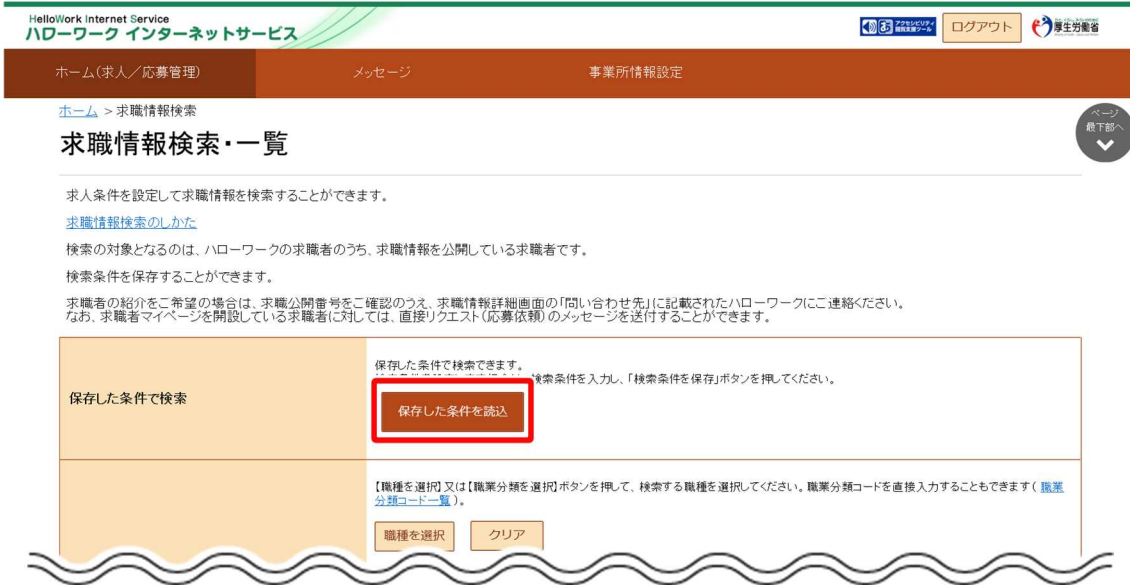 HelloWork Internet Service
ハローワーク インターネットサービス
アクセシビリティ
閲覧支援ツール
ログアウト
厚生労働省
ホーム(求人／応募管理)
メッセージ
事業所情報設定
ホーム > 求職情報検索
ページ
最下部へ
求職情報検索・一覧
求人条件を設定して求職情報を検索することができます。
求職情報検索のしかた
検索の対象となるのは、ハローワークの求職者のうち、求職情報を公開している求職者です。
検索条件を保存することができます。
求職者の紹介をご希望の場合は、求職公開番号をご確認のうえ、求職情報詳細画面の「問い合わせ先」に記載されたハローワークにご連絡ください。
なお、求職者マイページを開設している求職者に対しては、直接リクエスト(応募依頼)のメッセージを送付することができます。
保存した条件で検索
保存した条件で検索できます。
検索条件を入力し、「検索条件を保存」ボタンを押してください。
保存した条件を読込
【職種を選択】又は【職業分類を選択】ボタンを押して、検索する職種を選択してください。職業分類コードを直接入力することもできます( 職業
分類コード一覧 )。
職種を選択
クリア